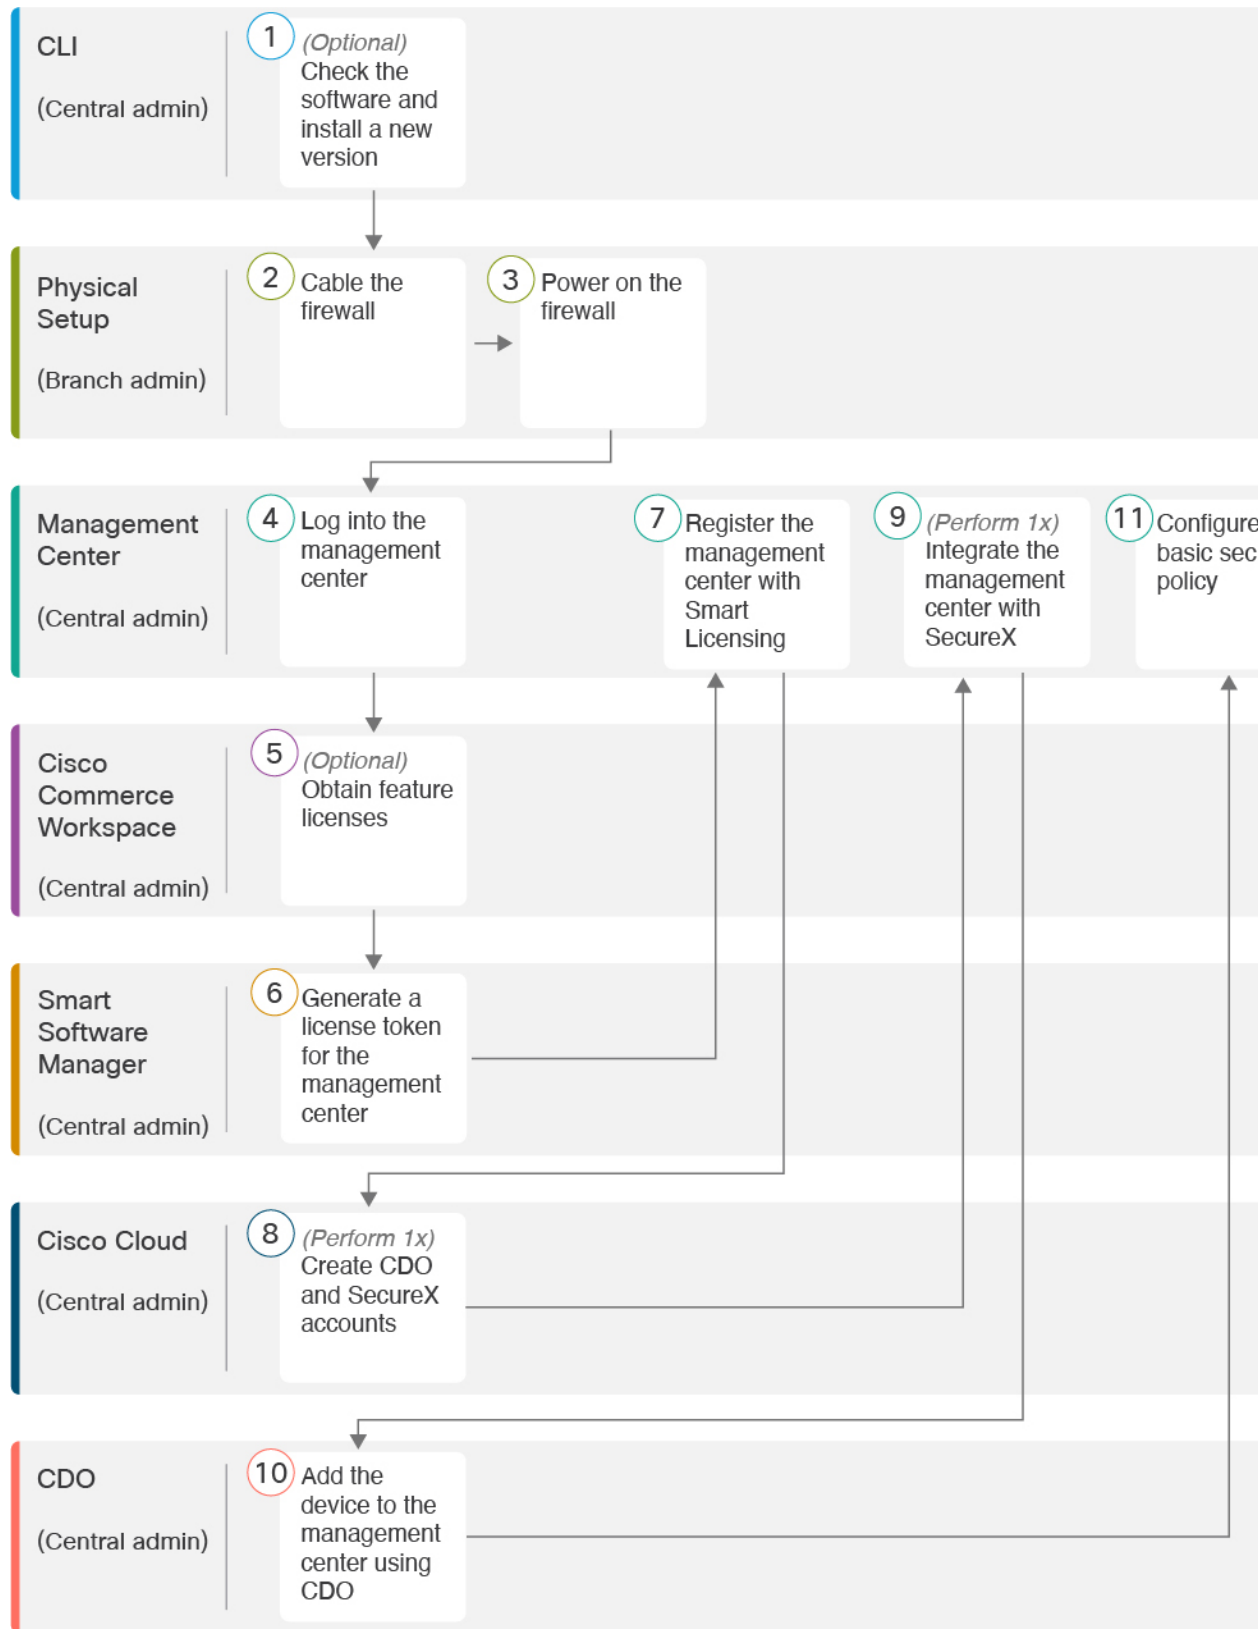 CLI
(Central admin)
1
(Optional)
Check the
software and
install a new
version
Physical
Setup
(Branch admin)
2
Cable the
firewall
3
Power on the
firewall
Management
Center
(Central admin)
4
Log into the
management
center
7
Register the
management
center with
Smart
Licensing
9
(Perform 1x)
Integrate the
management
center with
SecureX
11
Configure
basic sec
policy
Cisco
Commerce
Workspace
(Central admin)
5
(Optional)
Obtain feature
licenses
Smart
Software
Manager
(Central admin)
6
Generate a
license token
for the
management
center
Cisco Cloud
(Central admin)
8
(Perform 1x)
Create CDO
and SecureX
accounts
CDO
(Central admin)
10
Add the
device to the
management
center using
CDO